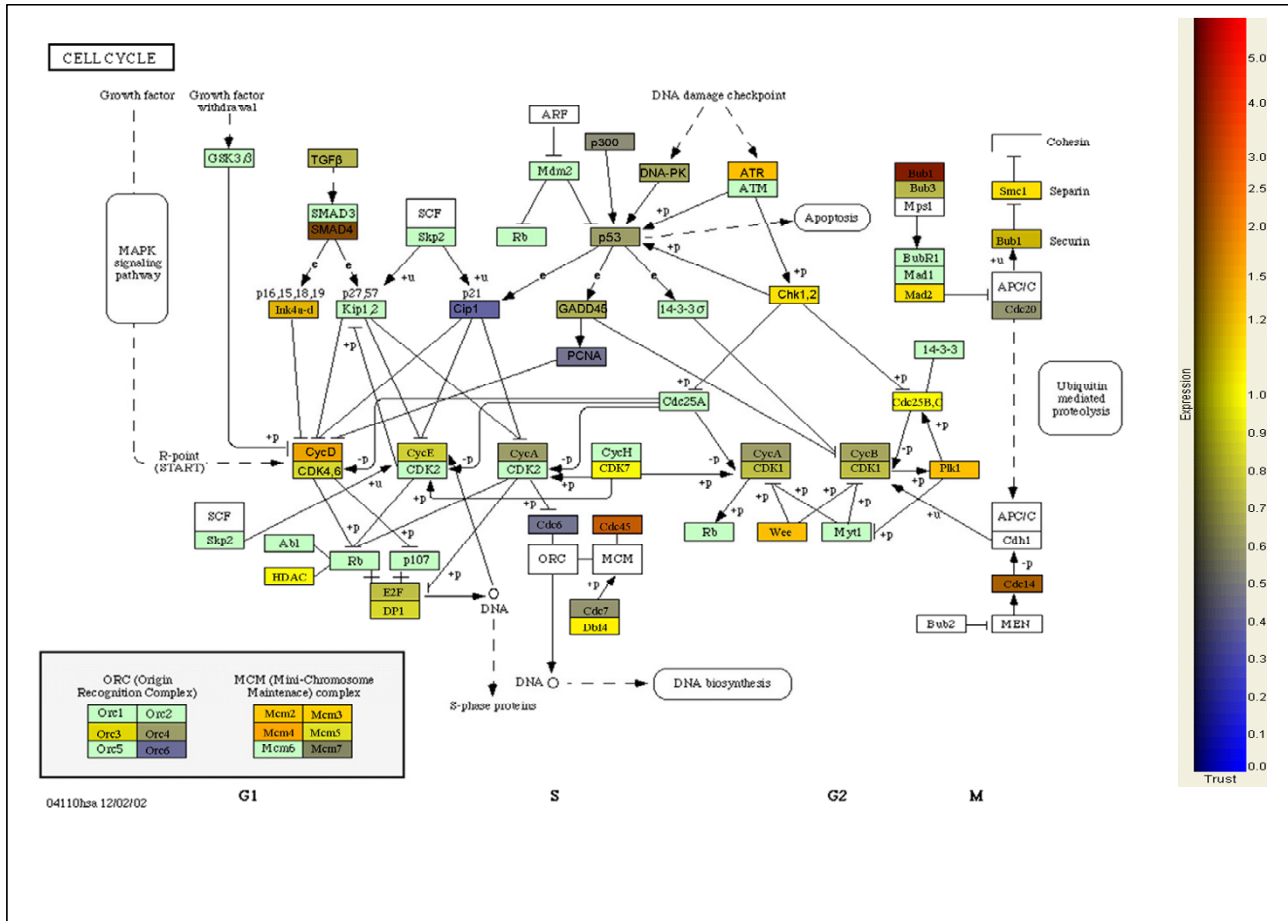 CELL CYCLE
Growth factor
Growth factor
withdrawal
DNA damage checkpoint
ARF
p300
Cohesin
GSK3β
TGFβ
Mdm2
DNA-PK
ATR
ATM
Bub1
Bub3
Mps1
Smc1
Separin
SMAD3
SMAD4
SCF
Skp2
Rb
p53
+p
Apoptosis
Bub1
Securin
MAPK
signaling
pathway
e
e
+u
+u
+p
+p
BubR1
Mad1
Mad2
+u
APC/C
Cdc20
p16,15,18,19
Ink4a-d
p27,57
Kip1,2
p21
Cip1
e
e
e
GADD45
14-3-3σ
Chk1,2
+p
PCNA
14-3-3
Ubiquitin
mediated
proteolysis
+p
+p
Cdc25A
Cdc25B,C
R-point
(START)
+p
CycD
CDK4,6
-p
CycE
CDK2
-p
CycA
CDK2
-p
+p
CycH
CDK7
-p
+p
CycA
CDK1
CycB
CDK1
-p
+p
+p
Plk1
+u
SCF
Skp2
+p
+p
+p
+p
Cdc6
Cdc45
+p
Rb
+p
Wee
+p
Myt1
+p
+u
APC/C
Cdh1
Abl
HDAC
Rb
p107
+p
ORC
MCM
+p
-p
E2F
DP1
DNA
Cdc7
Dbf4
Cdc14
Bub2
MEN
DNA
DNA biosynthesis
S-phase proteins
ORC (Origin
Recognition Complex)
Orc1 Orc2
Orc3 Orc4
Orc5 Orc6
MCM (Mini-Chromosome
Maintenace) complex
Mcm2 Mcm3
Mcm4 Mcm5
Mcm6 Mcm7
04110hsa 12/02/02
G1
S
G2
M
5.0
3.0
2.5
2.0
1.5
1.2
1.0
0.8
0.7
0.6
0.5
0.4
0.3
0.2
0.1
0.0
Expression
Trust